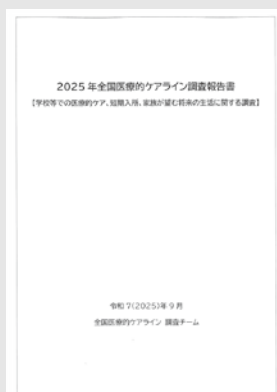 2025年全国医療的ケアライン調査報告書
【学校等での医療的ケア、短期入所、家族が望む将来の生活に関する調査】
令和7(2025)年9月
全国医療的ケアライン 調査チーム